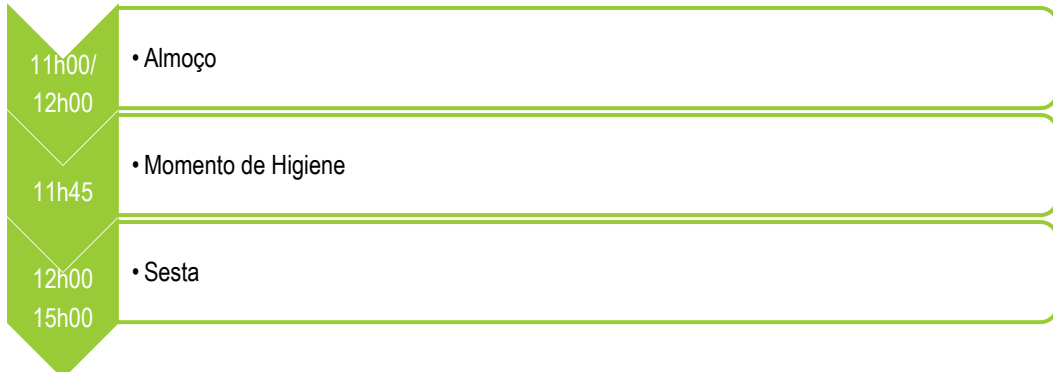 11h00/
12h00
• Almoço
11h45
• Momento de Higiene
12h00
15h00
• Sesta